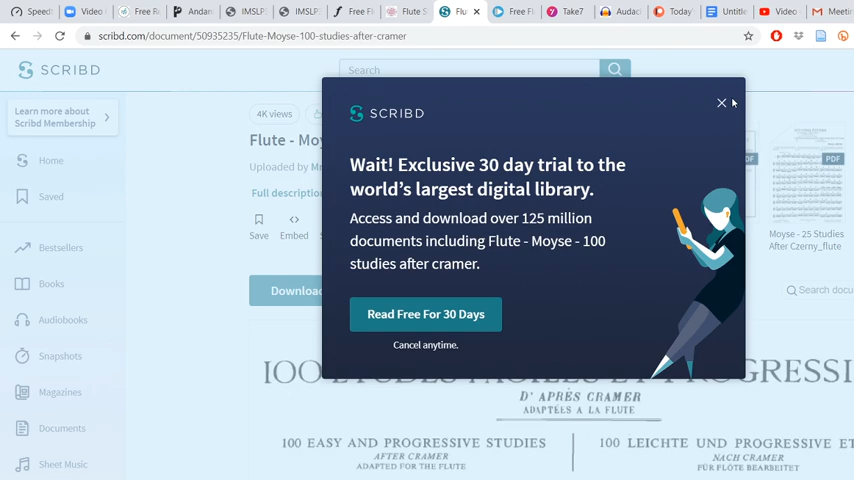 Speedt
Video
Free Re
Andan
IMSLP
IMSLP
Free Fl
Flute S
Flu
Free Fl
Take7
Audac
Today'
Untitle
Video
Meetin
scribd.com/document/50935235/Flute-Moyse-100-studies-after-cramer
SCRIBD
Search
Learn more about
Scribd Membership
Home
Saved
Bestsellers
Books
Audiobooks
Snapshots
Magazines
Documents
Sheet Music
4K views
Flute - Moy
Uploaded by Mr
Full description
Save
Embed
Download
SCRIBD
Wait! Exclusive 30 day trial to the
world's largest digital library.
Access and download over 125 million
documents including Flute - Moyse - 100
studies after cramer.
Read Free For 30 Days
Cancel anytime.
PDF
PDF
Moyse - 25 Studies
After Czerny_flute
Search docu
100 ETUDES FACILES ET PROGRESSI
D'APRÈS CRAMER
ADAPTÉES A LA FLUTE
100 EASY AND PROGRESSIVE STUDIES
AFTER CRAMER
ADAPTED FOR THE FLUTE
100 LEICHTE UND PROGRESSIVE ET
NACH CRAMER
FÜR FLÖTE BEARBEITET